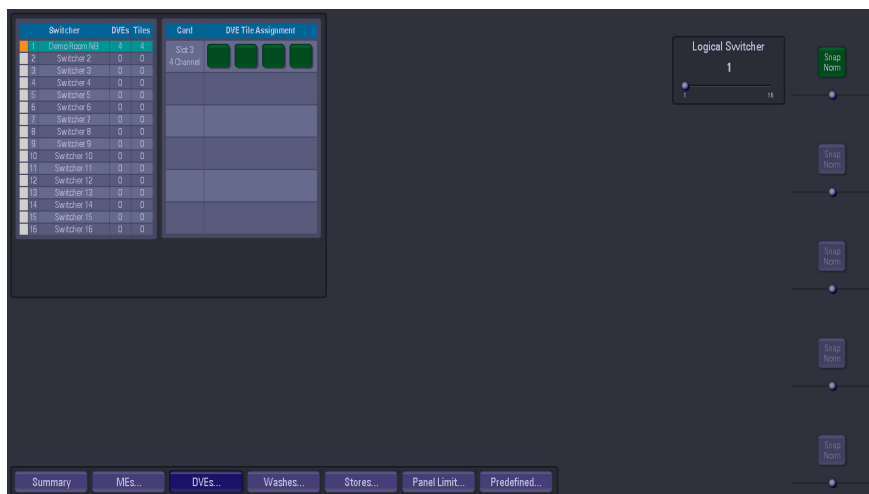 Switcher DVEs Tiles
1 Demo Room NB 4 4
2 Switcher 2 0 0
3 Switcher 3 0 0
4 Switcher 4 0 0
5 Switcher 5 0 0
6 Switcher 6 0 0
7 Switcher 7 0 0
8 Switcher 8 0 0
9 Switcher 9 0 0
10 Switcher 10 0 0
11 Switcher 11 0 0
12 Switcher 12 0 0
13 Switcher 13 0 0
14 Switcher 14 0 0
15 Switcher 15 0 0
16 Switcher 16 0 0
Card DVE Tile Assignment
Slot 3
4 Channel
Logical Switcher
1
1 16
Snap
Norm
Snap
Norm
Snap
Norm
Snap
Norm
Snap
Norm
Summary MEs... DVEs... Washes... Stores... Panel Limit... Predefined...